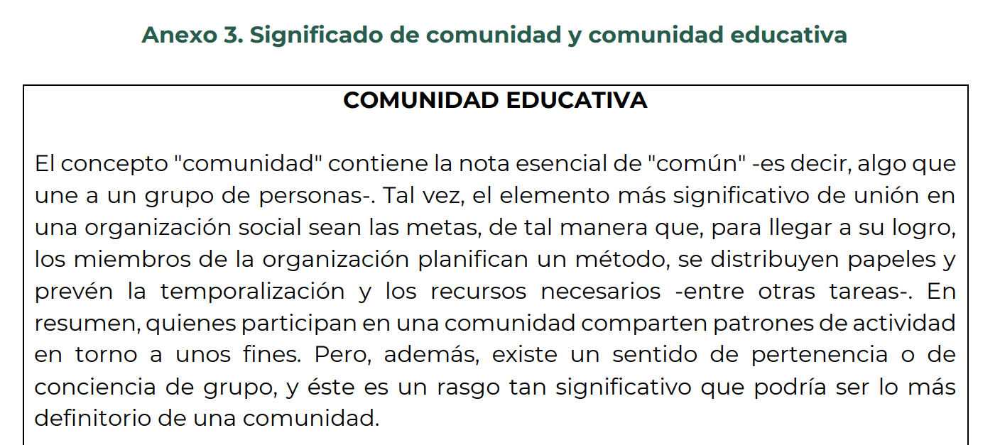 Anexo 3. Significado de comunidad y comunidad educativa
COMUNIDAD EDUCATIVA
El concepto "comunidad" contiene la nota esencial de "común" -es decir, algo que
une a un grupo de personas-. Tal vez, el elemento más significativo de unión en
una organización social sean las metas, de tal manera que, para llegar a su logro,
los miembros de la organización planifican un método, se distribuyen papeles y
prevén la temporalización y los recursos necesarios -entre otras tareas-. En
resumen, quienes participan en una comunidad comparten patrones de actividad
en torno a unos fines. Pero, además, existe un sentido de pertenencia o de
conciencia de grupo, y éste es un rasgo tan significativo que podría ser lo más
definitorio de una comunidad.